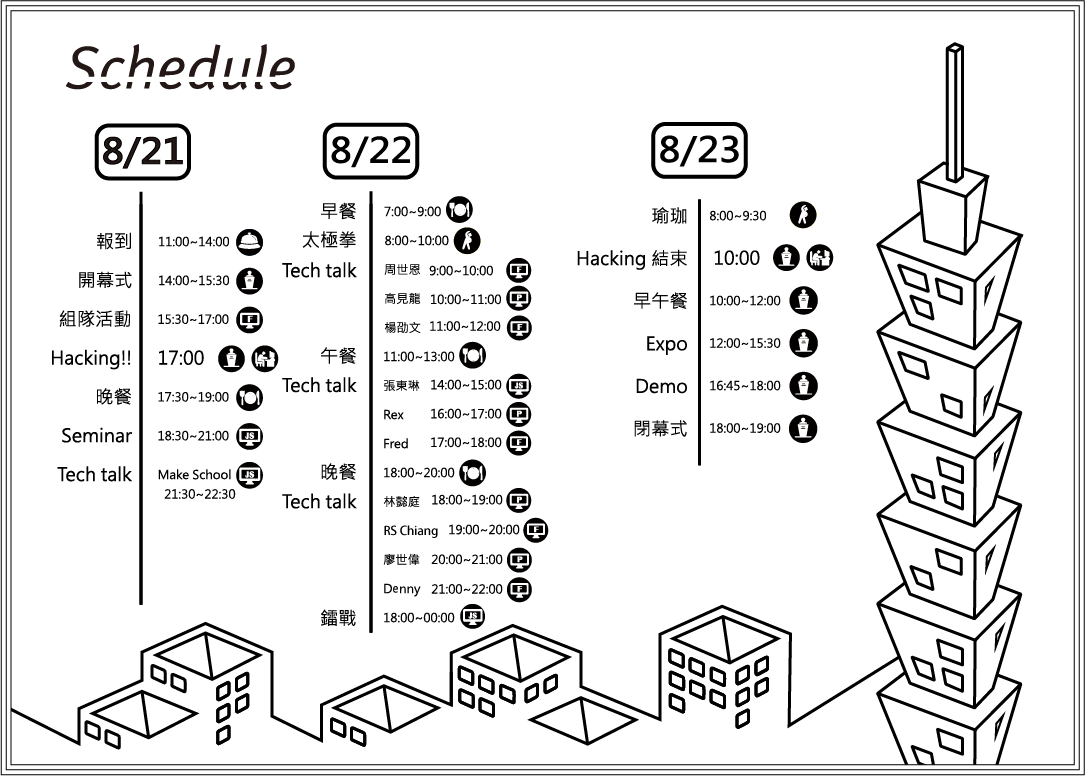 Schedule
8/21
報到 11:00~14:00
開幕式 14:00~15:30
組隊活動 15:30~17:00 F
Hacking!! 17:00
晚餐 17:30~19:00
Seminar 18:30~21:00 JS
Tech talk Make School JS
21:30~22:30
8/22
早餐 7:00~9:00
太極拳 8:00~10:00
Tech talk 周世恩 9:00~10:00 F
高見龍 10:00~11:00 P
楊劭文 11:00~12:00 F
午餐 11:00~13:00
Tech talk 張東琳 14:00~15:00 JS
Rex 16:00~17:00 P
Fred 17:00~18:00 F
晚餐 18:00~20:00
Tech talk 林懿庭 18:00~19:00 P
RS Chiang 19:00~20:00 F
廖世偉 20:00~21:00 P
Denny 21:00~22:00 F
鐳戰 18:00~00:00 JS
8/23
瑜珈 8:00~9:30
Hacking 結束 10:00
早午餐 10:00~12:00
Expo 12:00~15:30
Demo 16:45~18:00
閉幕式 18:00~19:00